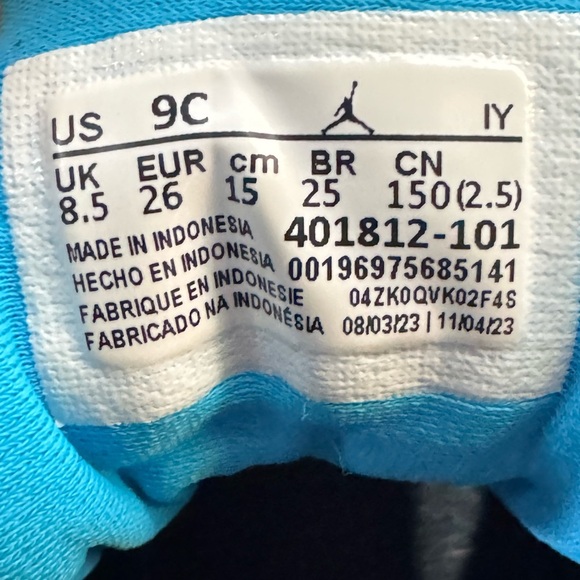 US 9C IY
UK EUR cm BR CN
8.5 26 15 25 150(2.5)
MADE IN INDONESIA
HECHO EN INDONESIA
FABRIQUE EN INDONESIE
FABRICADO NA INDONÉSIA
401812-101
00196975685141
04ZK0QVK02F4S
08/03/23 | 11/04/23